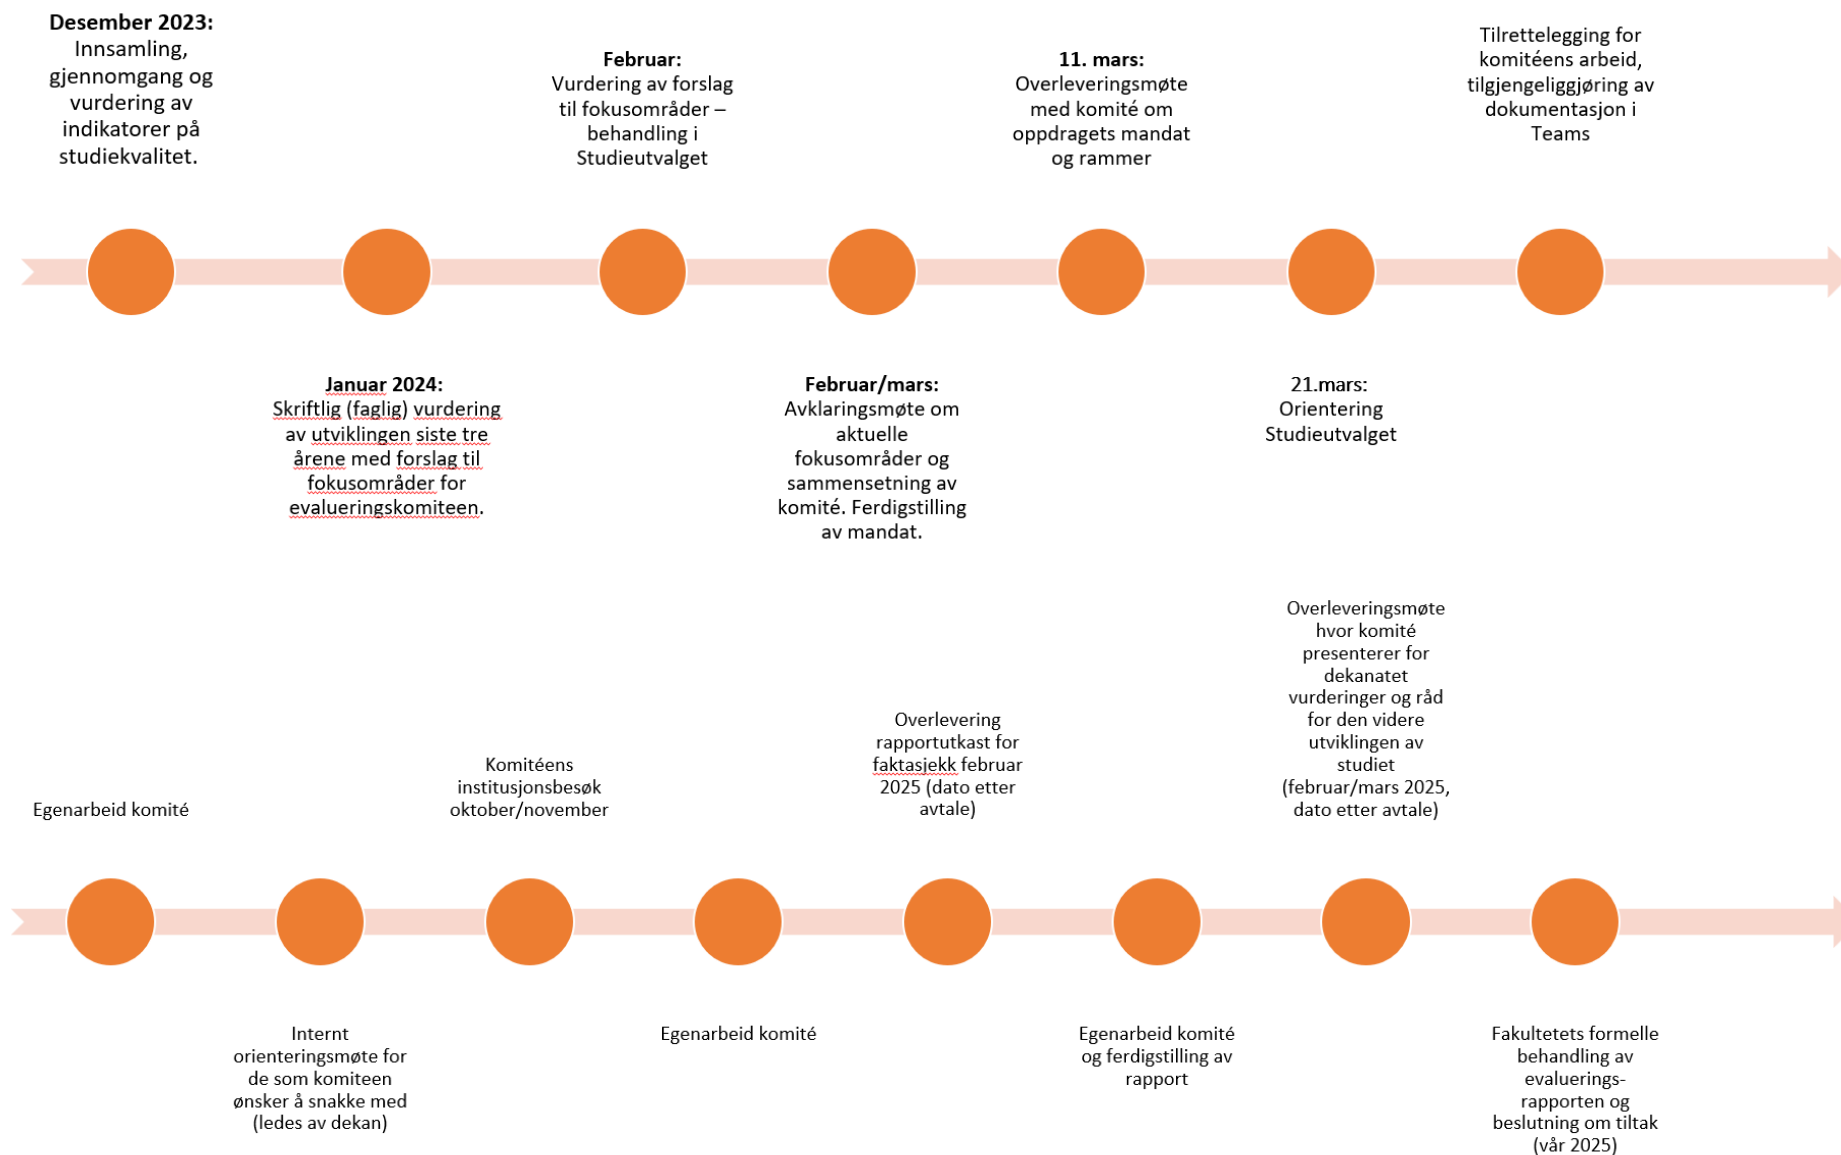 Desember 2023:
Innsamling,
gjennomgang og
vurdering av
indikatorer på
studiekvalitet.
Januar 2024:
Skriftlig (faglig) vurdering
av utviklingen siste tre
årene med forslag til
fokusområder for
evalueringskomiteen.
Februar:
Vurdering av forslag
til fokusområder –
behandling i
Studieutvalget
Februar/mars:
Avklaringsmøte om
aktuelle
fokusområder og
sammensetning av
komité. Ferdigstilling
av mandat.
11. mars:
Overleveringsmøte
med komité om
oppdragets mandat
og rammer
21.mars:
Orientering
Studieutvalget
Tilrettelegging for
komitéens arbeid,
tilgjengeliggjøring av
dokumentasjon i
Teams
Egenarbeid komité
Internt
orienteringsmøte for
de som komiteen
ønsker å snakke med
(ledes av dekan)
Komitéens
institusjonsbesøk
oktober/november
Egenarbeid komité
Overlevering
rapportutkast for
faktasjekk februar
2025 (dato etter
avtale)
Egenarbeid komité
og ferdigstilling av
rapport
Overleveringsmøte
hvor komité
presenterer for
dekanatet
vurderinger og råd
for den videre
utviklingen av
studiet
(februar/mars 2025,
dato etter avtale)
Fakultetets formelle
behandling av
evaluerings-
rapporten og
beslutning om tiltak
(vår 2025)